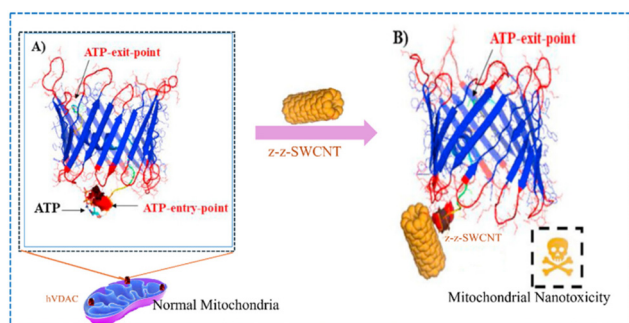 A)
ATP-exit-point
ATP
ATP-entry-point
hVDAC
Normal Mitochondria
z-z-SWCNT
B)
ATP-exit-point
z-z-SWCNT
Mitochondrial Nanotoxicity